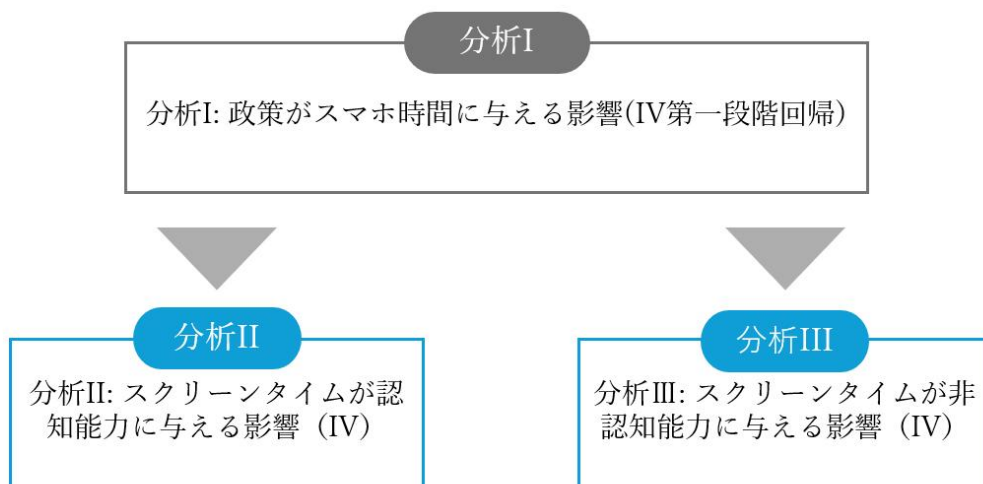 分析I
分析I: 政策がスマホ時間に与える影響(IV第一段階回帰)
分析II
分析II: スクリーンタイムが認
知能力に与える影響（IV）
分析III
分析Ⅲ: スクリーンタイムが非
認知能力に与える影響（IV）